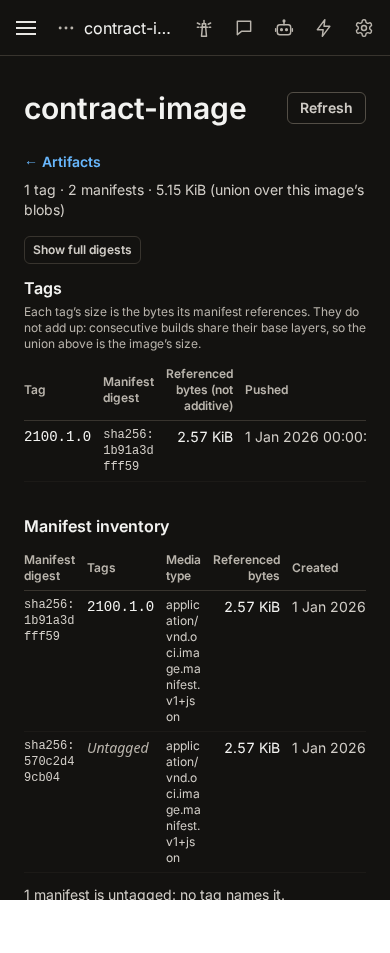 contract-i...
contract-image
Refresh
← Artifacts
1 tag · 2 manifests · 5.15 KiB (union over this image's
blobs)
Show full digests
Tags
Each tag's size is the bytes its manifest references. They do
not add up: consecutive builds share their base layers, so the
union above is the image's size.
Tag
Manifest
digest
Referenced
bytes (not
additive)
Pushed
2100.1.0
sha256:
1b91a3d
fff59
2.57 KiB
1 Jan 2026 00:00:
Manifest inventory
Manifest
digest
Tags
Media
type
Referenced
bytes
Created
sha256:
1b91a3d
fff59
2100.1.0
applic
ation/
vnd.o
ci.ima
ge.ma
nifest.
v1+js
on
2.57 KiB
1 Jan 2026
sha256:
570c2d4
9cb04
Untagged
applic
ation/
vnd.o
ci.ima
ge.ma
nifest.
v1+js
on
2.57 KiB
1 Jan 2026
1 manifest is untagged: no tag names it.